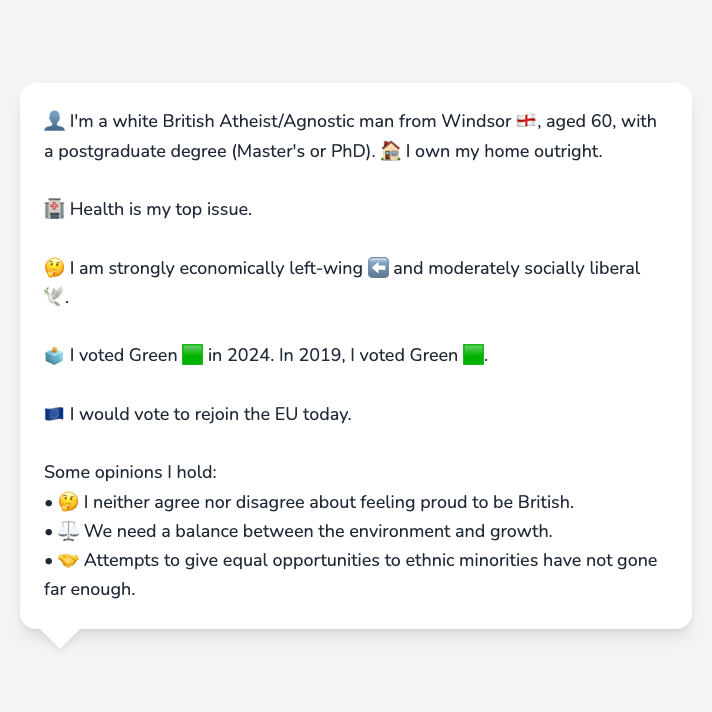 👤 I'm a white British Atheist/Agnostic man from Windsor 🏴󠁧󠁢󠁥󠁮󠁧󠁿, aged 60, with
a postgraduate degree (Master's or PhD). 🏠 I own my home outright.
🏥 Health is my top issue.
🤔 I am strongly economically left-wing ⬅️ and moderately socially liberal
🕊️.
🗳️ I voted Green 🟩 in 2024. In 2019, I voted Green 🟩.
🇪🇺 I would vote to rejoin the EU today.
Some opinions I hold:
• 🤔 I neither agree nor disagree about feeling proud to be British.
• ⚖️ We need a balance between the environment and growth.
• 🤝 Attempts to give equal opportunities to ethnic minorities have not gone
far enough.